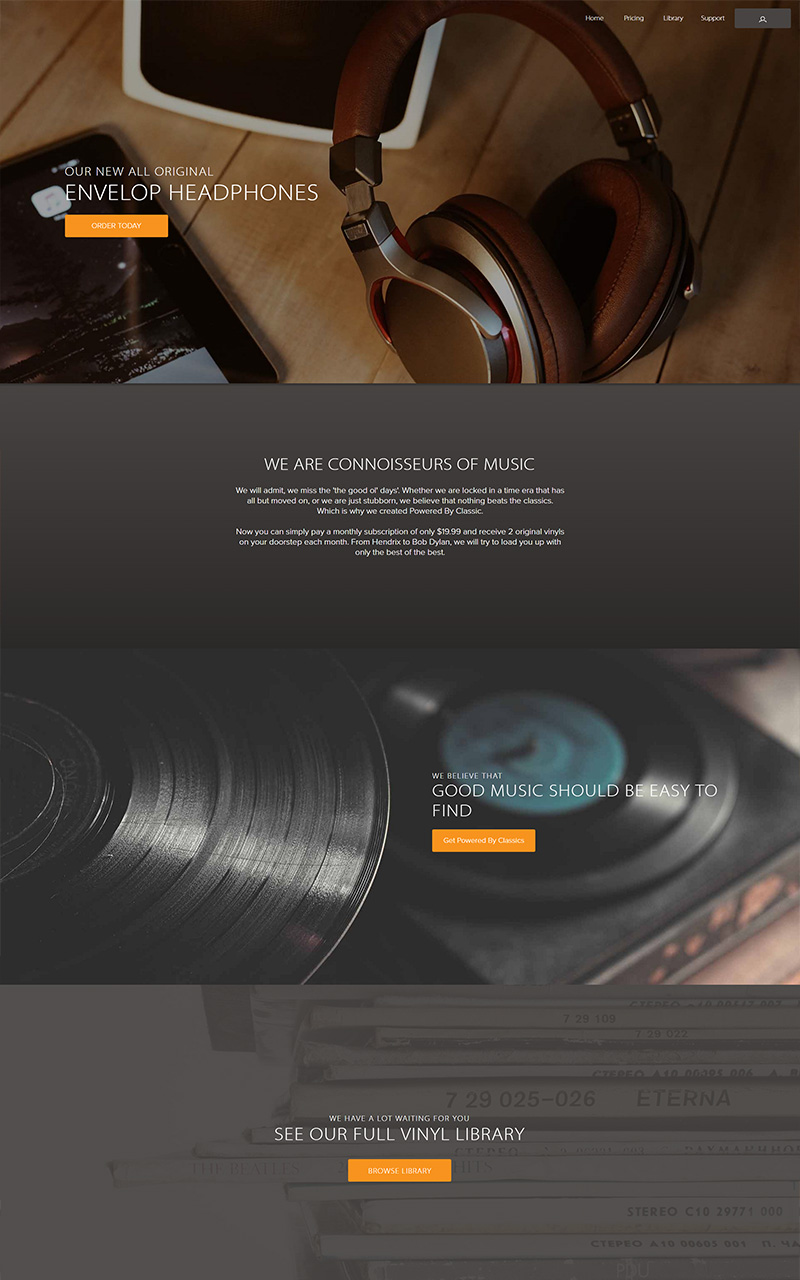 Home Pricing Library Support
OUR NEW ALL ORIGINAL
ENVELOP HEADPHONES
ORDER TODAY
WE ARE CONNOISSEURS OF MUSIC
We will admit, we miss the 'the good ol' days'. Whether we are locked in a time era that has
all but moved on, or we are just stubborn, we believe that nothing beats the classics.
Which is why we created Powered By Classic.
Now you can simply pay a monthly subscription of only $19.99 and receive 2 original vinyls
on your doorstep each month. From Hendrix to Bob Dylan, we will try to load you up with
only the best of the best.
WE BELIEVE THAT
GOOD MUSIC SHOULD BE EASY TO
FIND
Get Powered By Classics
7 29 109
7 29 022
СТЕРЕО А10 00095 006 А. В
7 29 025-026 ETERNA
WE HAVE A LOT WAITING FOR YOU
SEE OUR FULL VINYL LIBRARY
THE BEATLES
BROWSE LIBRARY
STEREO C10 29771 000
СТЕРЕО А10 00603 001